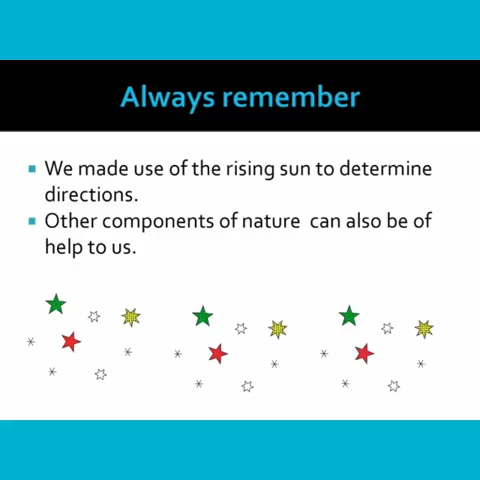 Always remember
We made use of the rising sun to determine
directions.
Other components of nature can also be of
help to us.